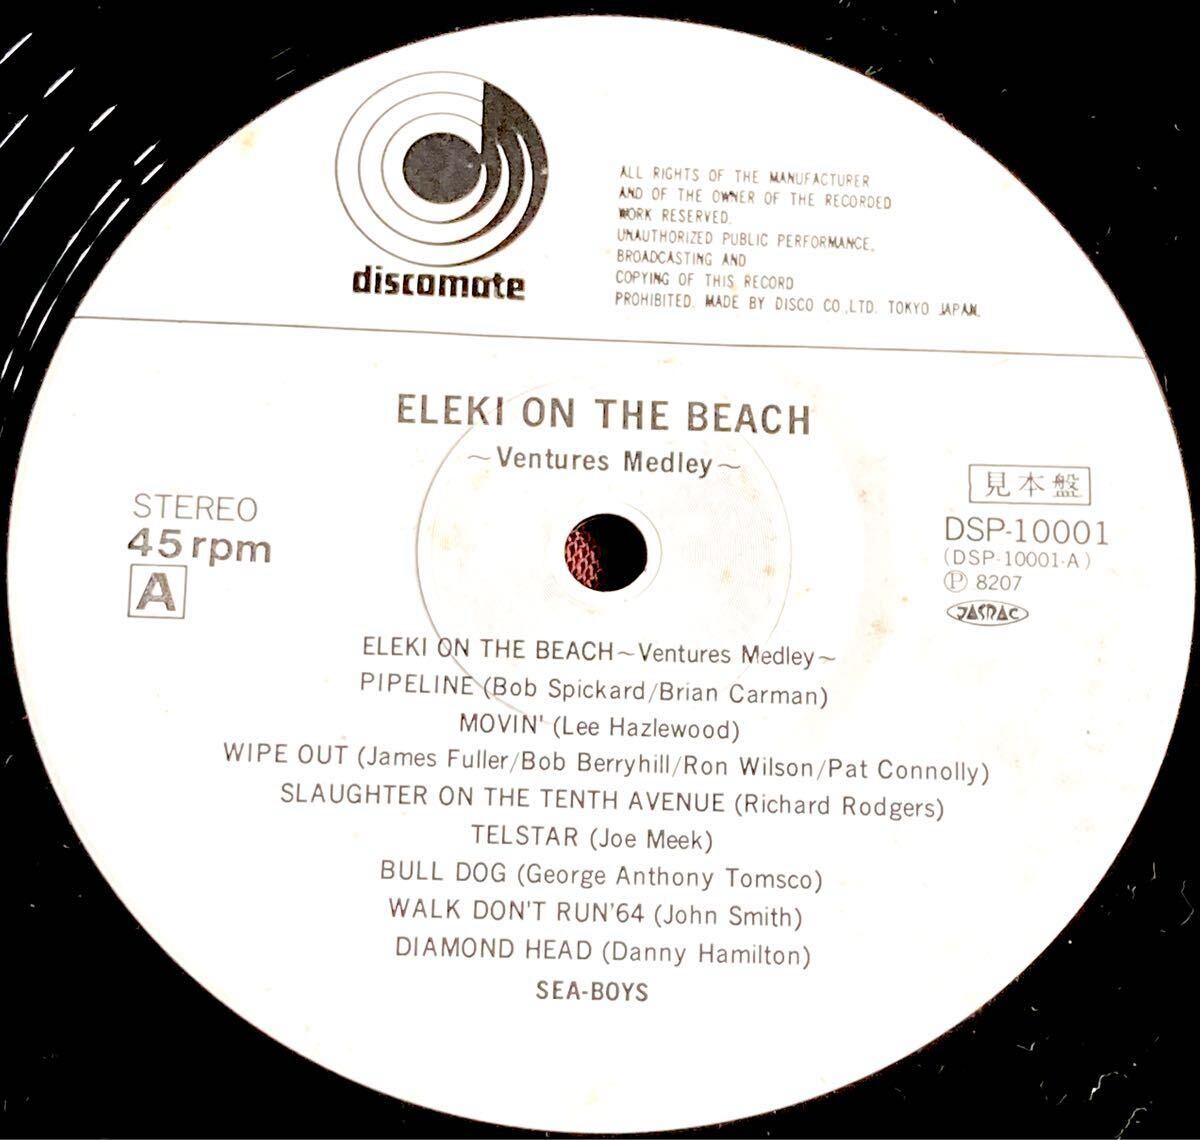 discomate
ALL RIGHTS OF THE MANUFACTURER
AND OF THE OWNER OF THE RECORDED
WORK RESERVED.
UNAUTHORIZED PUBLIC PERFORMANCE,
BROADCASTING AND
COPYING OF THIS RECORD
PROHIBITED. MADE BY DISCO CO.,LTD. TOKYO JAPAN.
ELEKI ON THE BEACH
～Ventures Medley～
STEREO
45 rpm
A
見本盤
DSP-10001
(DSP-10001-A)
Ⓟ 8207
JASRAC
ELEKI ON THE BEACH～Ventures Medley～
PIPELINE (Bob Spickard/Brian Carman)
MOVIN' (Lee Hazlewood)
WIPE OUT (James Fuller/Bob Berryhill/Ron Wilson/Pat Connolly)
SLAUGHTER ON THE TENTH AVENUE (Richard Rodgers)
TELSTAR (Joe Meek)
BULL DOG (George Anthony Tomsco)
WALK DON'T RUN'64 (John Smith)
DIAMOND HEAD (Danny Hamilton)
SEA-BOYS